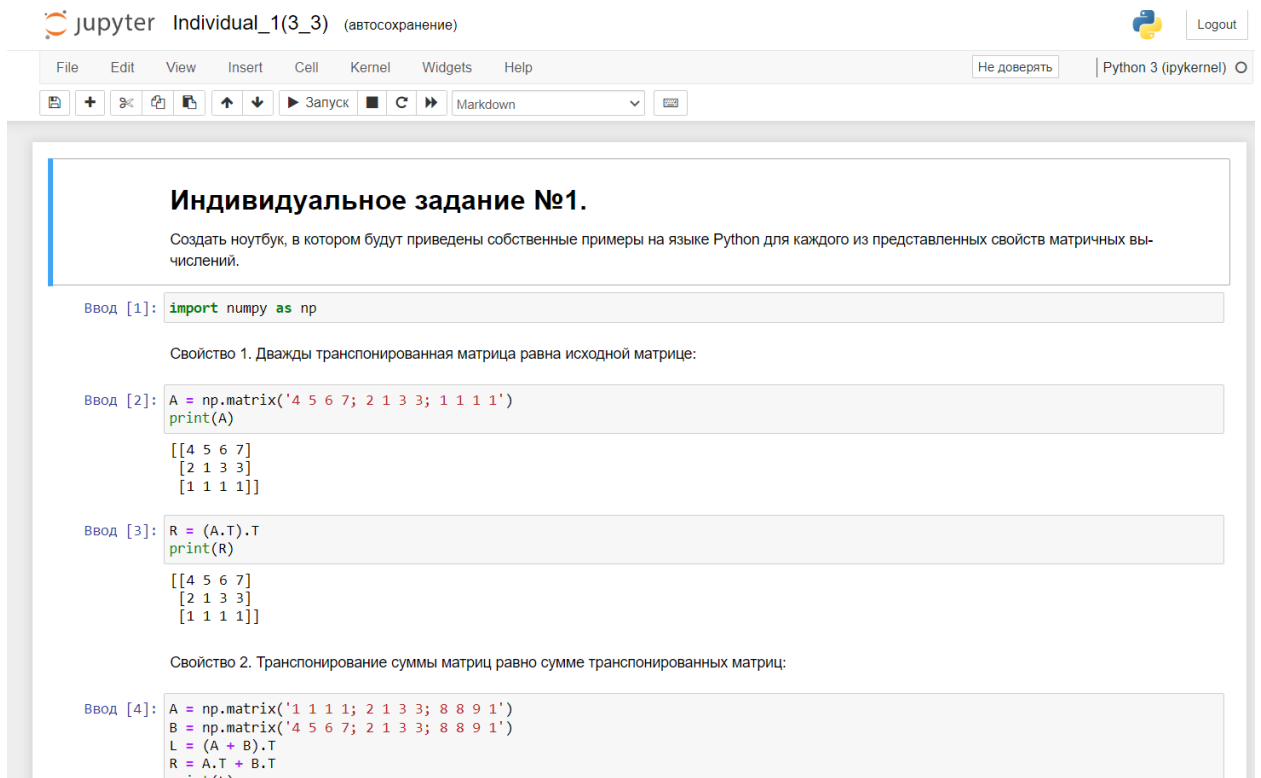 jupyter Individual_1(3_3) (автосохранение) Logout
File Edit View Insert Cell Kernel Widgets Help Не доверять Python 3 (ipykernel)
Запуск Markdown
Индивидуальное задание №1.
Создать ноутбук, в котором будут приведены собственные примеры на языке Python для каждого из представленных свойств матричных вы-
числений.
Ввод [1]: import numpy as np
Свойство 1. Дважды транспонированная матрица равна исходной матрице:
Ввод [2]: A = np.matrix('4 5 6 7; 2 1 3 3; 1 1 1 1')
print(A)
[[4 5 6 7]
[2 1 3 3]
[1 1 1 1]]
Ввод [3]: R = (A.T).T
print(R)
[[4 5 6 7]
[2 1 3 3]
[1 1 1 1]]
Свойство 2. Транспонирование суммы матриц равно сумме транспонированных матриц:
Ввод [4]: A = np.matrix('1 1 1 1; 2 1 3 3; 8 8 9 1')
B = np.matrix('4 5 6 7; 2 1 3 3; 8 8 9 1')
L = (A + B).T
R = A.T + B.T